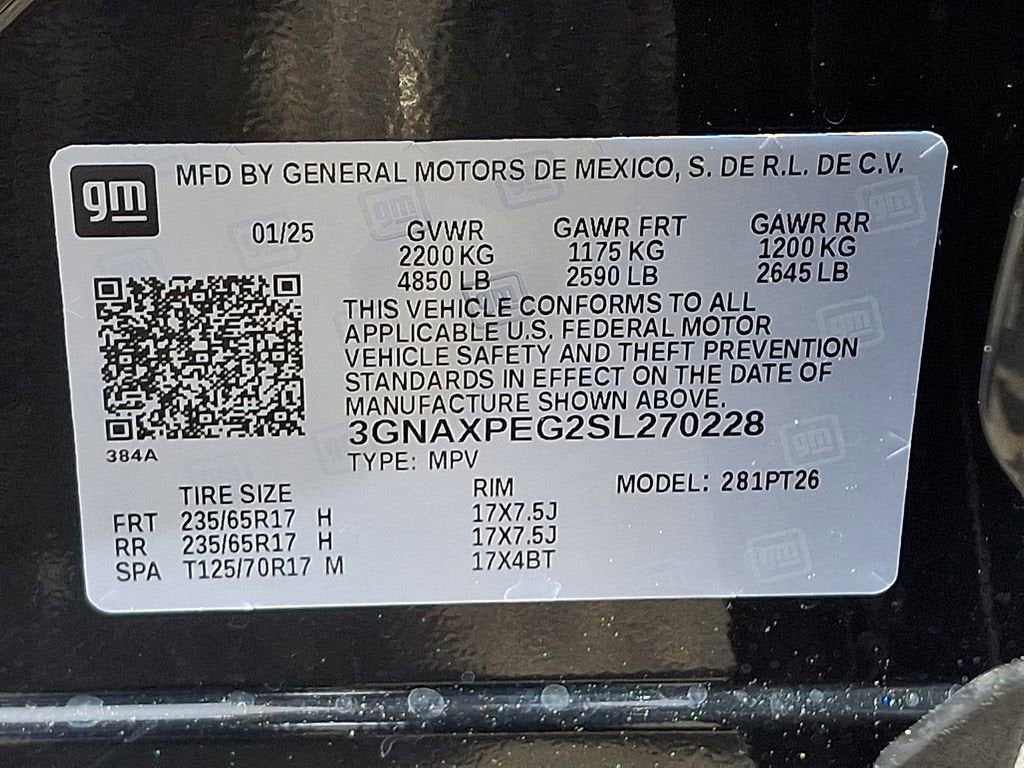 gm MFD BY GENERAL MOTORS DE MEXICO, S. DE R.L. DE C.V.
01/25 GVWR GAWR FRT GAWR RR
2200 KG 1175 KG 1200 KG
4850 LB 2590 LB 2645 LB
THIS VEHICLE CONFORMS TO ALL
APPLICABLE U.S. FEDERAL MOTOR
VEHICLE SAFETY AND THEFT PREVENTION
STANDARDS IN EFFECT ON THE DATE OF
MANUFACTURE SHOWN ABOVE.
3GNAXPEG2SL270228
384A
TYPE: MPV
TIRE SIZE RIM MODEL: 281PT26
FRT 235/65R17 H 17X7.5J
RR 235/65R17 H 17X7.5J
SPA T125/70R17 M 17X4BT